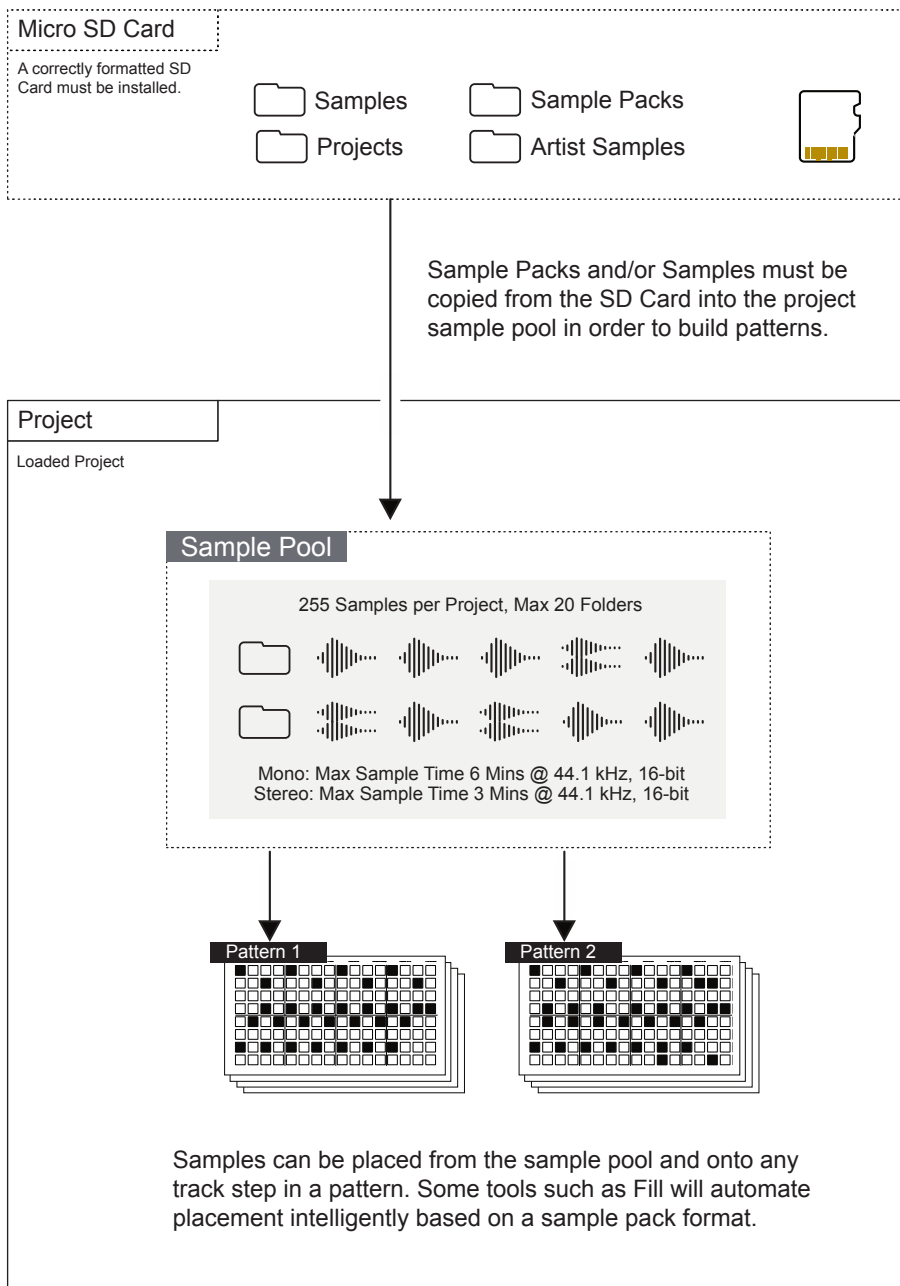 Micro SD Card
A correctly formatted SD
Card must be installed.
Samples
Sample Packs
Projects
Artist Samples
Sample Packs and/or Samples must be
copied from the SD Card into the project
sample pool in order to build patterns.
Project
Loaded Project
Sample Pool
255 Samples per Project, Max 20 Folders
Mono: Max Sample Time 6 Mins @ 44.1 kHz, 16-bit
Stereo: Max Sample Time 3 Mins @ 44.1 kHz, 16-bit
Pattern 1
Pattern 2
Samples can be placed from the sample pool and onto any
track step in a pattern. Some tools such as Fill will automate
placement intelligently based on a sample pack format.